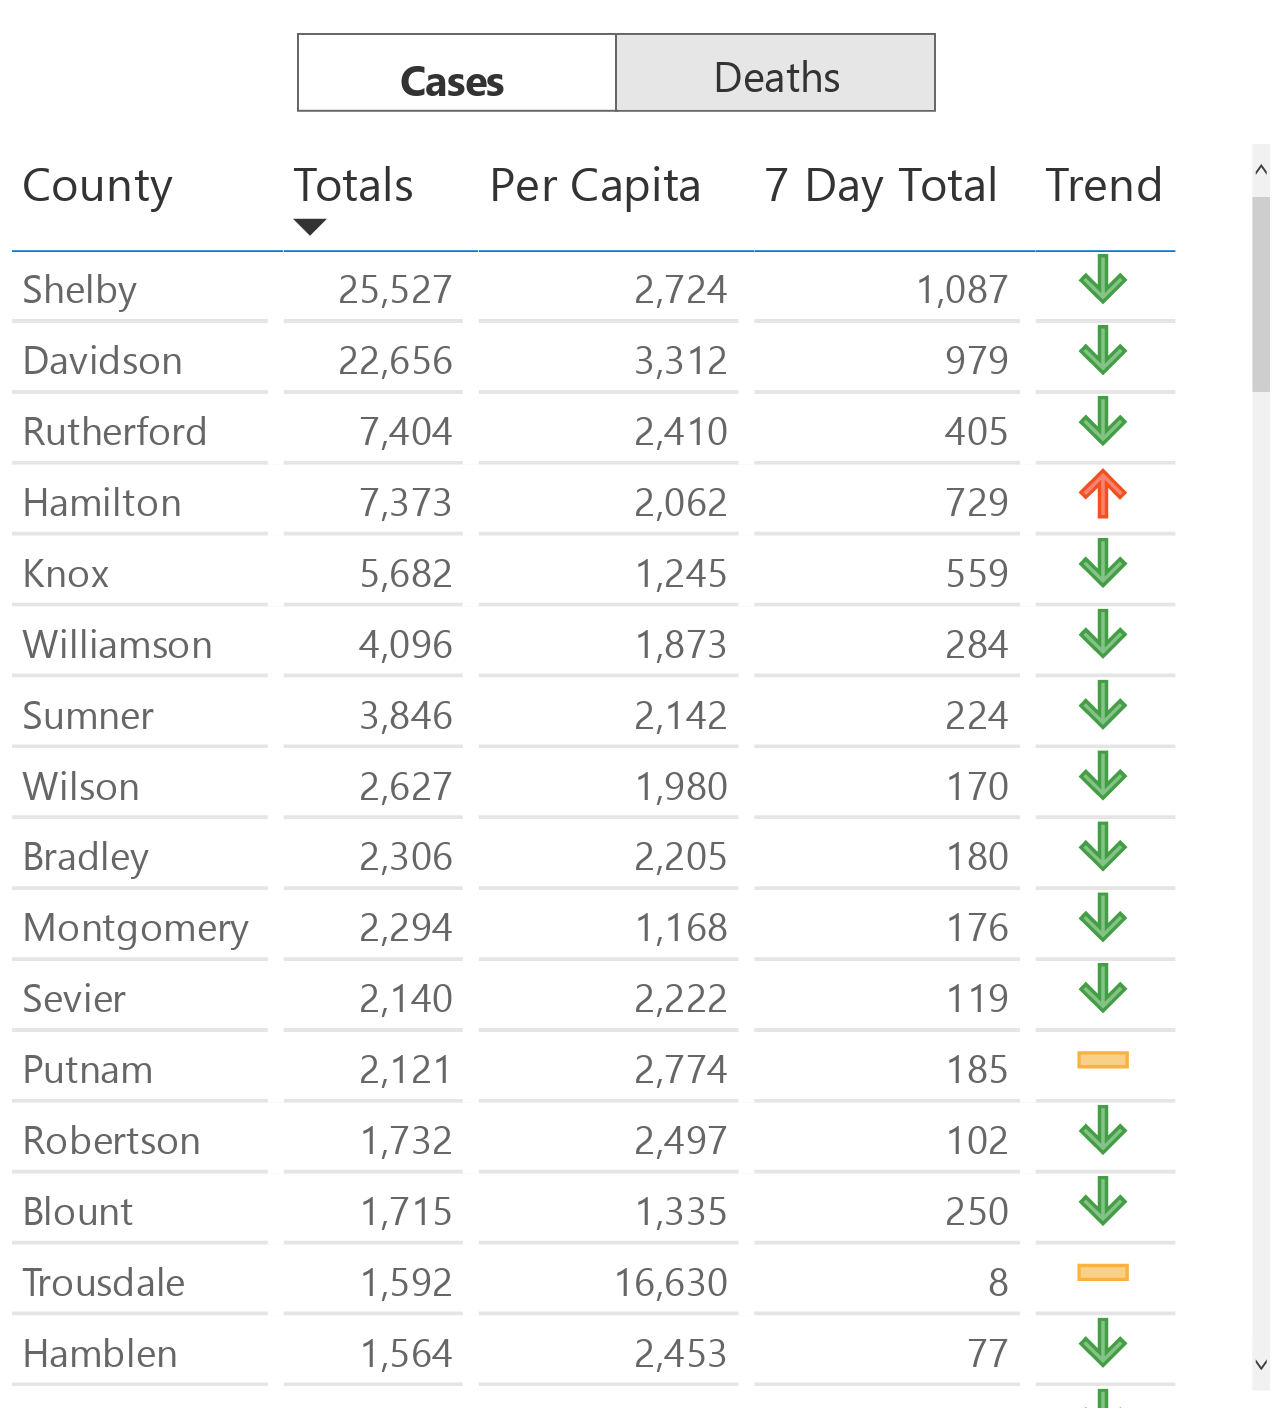 Cases Deaths
County Totals Per Capita 7 Day Total Trend
Shelby 25,527 2,724 1,087
Davidson 22,656 3,312 979
Rutherford 7,404 2,410 405
Hamilton 7,373 2,062 729
Knox 5,682 1,245 559
Williamson 4,096 1,873 284
Sumner 3,846 2,142 224
Wilson 2,627 1,980 170
Bradley 2,306 2,205 180
Montgomery 2,294 1,168 176
Sevier 2,140 2,222 119
Putnam 2,121 2,774 185
Robertson 1,732 2,497 102
Blount 1,715 1,335 250
Trousdale 1,592 16,630 8
Hamblen 1,564 2,453 77